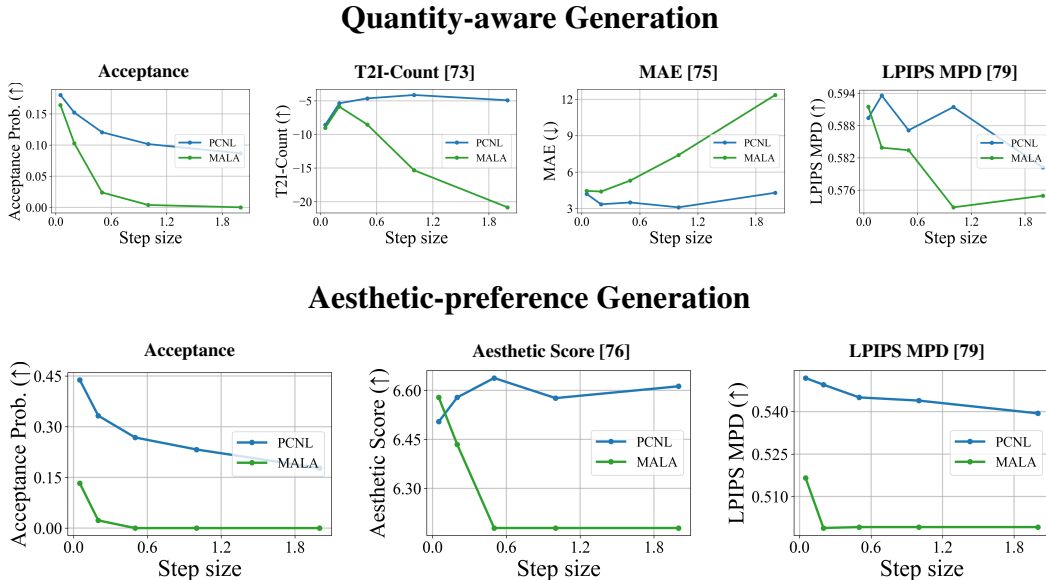 Quantity-aware Generation
Acceptance
Acceptance Prob. (↑)
0.15
0.10
0.05
0.00
PCNL
MALA
0.0
0.6
1.2
1.8
Step size
T2I-Count [73]
T2I-Count (↑)
−5
−10
−15
−20
PCNL
MALA
0.0
0.6
1.2
1.8
Step size
MAE [75]
MAE (↓)
12
9
6
3
PCNL
MALA
0.0
0.6
1.2
1.8
Step size
LPIPS MPD [79]
LPIPS MPD (↑)
0.594
0.588
0.582
0.576
PCNL
MALA
0.0
0.6
1.2
1.8
Step size
Aesthetic-preference Generation
Acceptance
Acceptance Prob. (↑)
0.45
0.30
0.15
0.00
PCNL
MALA
0.0
0.6
1.2
1.8
Step size
Aesthetic Score [76]
Aesthetic Score (↑)
6.60
6.45
6.30
PCNL
MALA
0.0
0.6
1.2
1.8
Step size
LPIPS MPD [79]
LPIPS MPD (↑)
0.540
0.525
0.510
PCNL
MALA
0.0
0.6
1.2
1.8
Step size